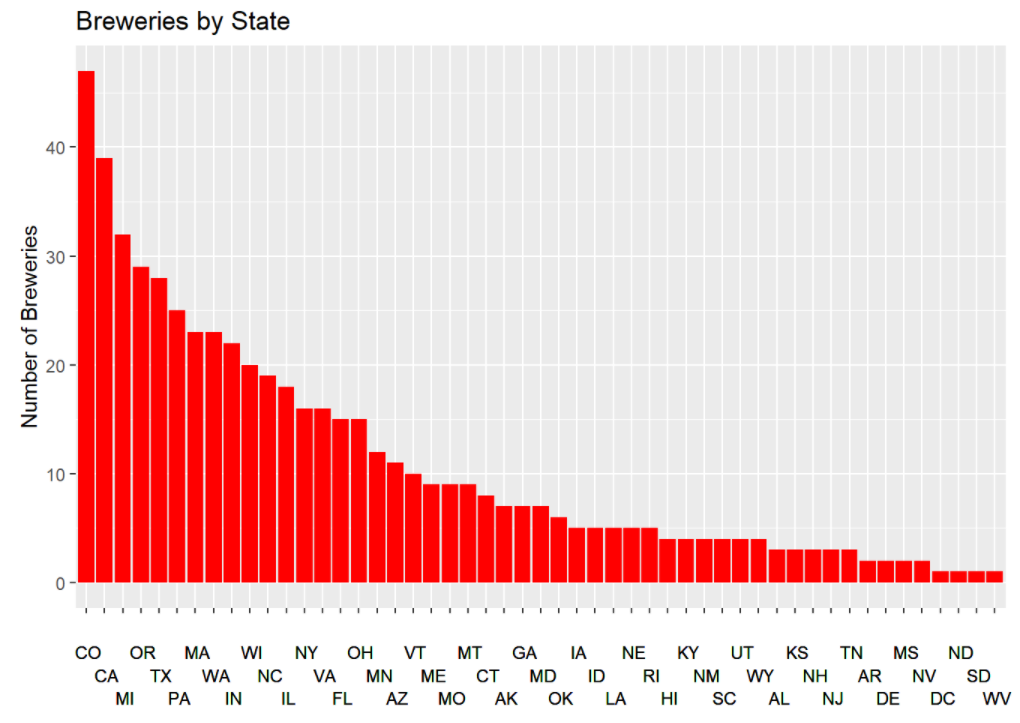 Breweries by State
Number of Breweries
40
30
20
10
0
CO OR MA WI NY OH VT MT GA IA NE KY UT KS TN MS ND
CA TX WA NC VA MN ME CT MD ID RI NM WY NH AR NV SD
MI PA IN IL FL AZ MO AK OK LA HI SC AL NJ DE DC WV